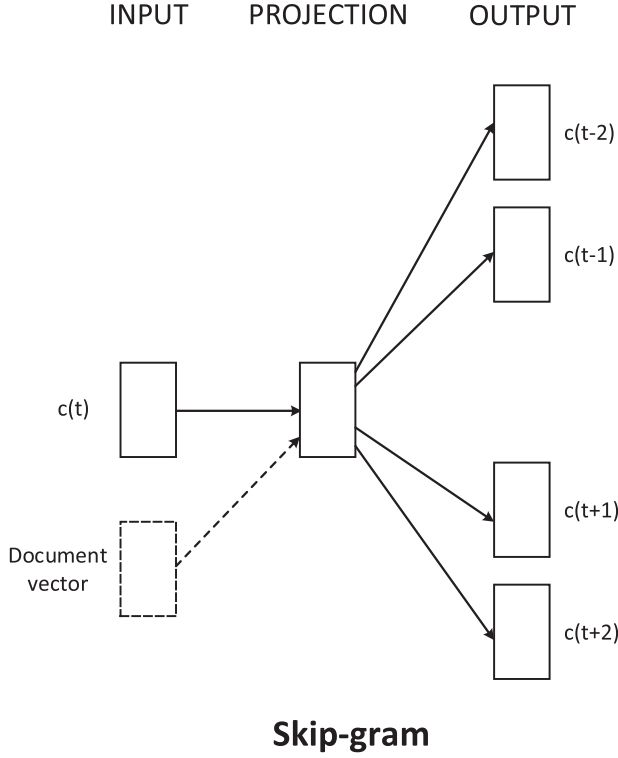 INPUT PROJECTION OUTPUT
c(t-2)
c(t-1)
c(t)
c(t+1)
Document
vector
c(t+2)
Skip-gram